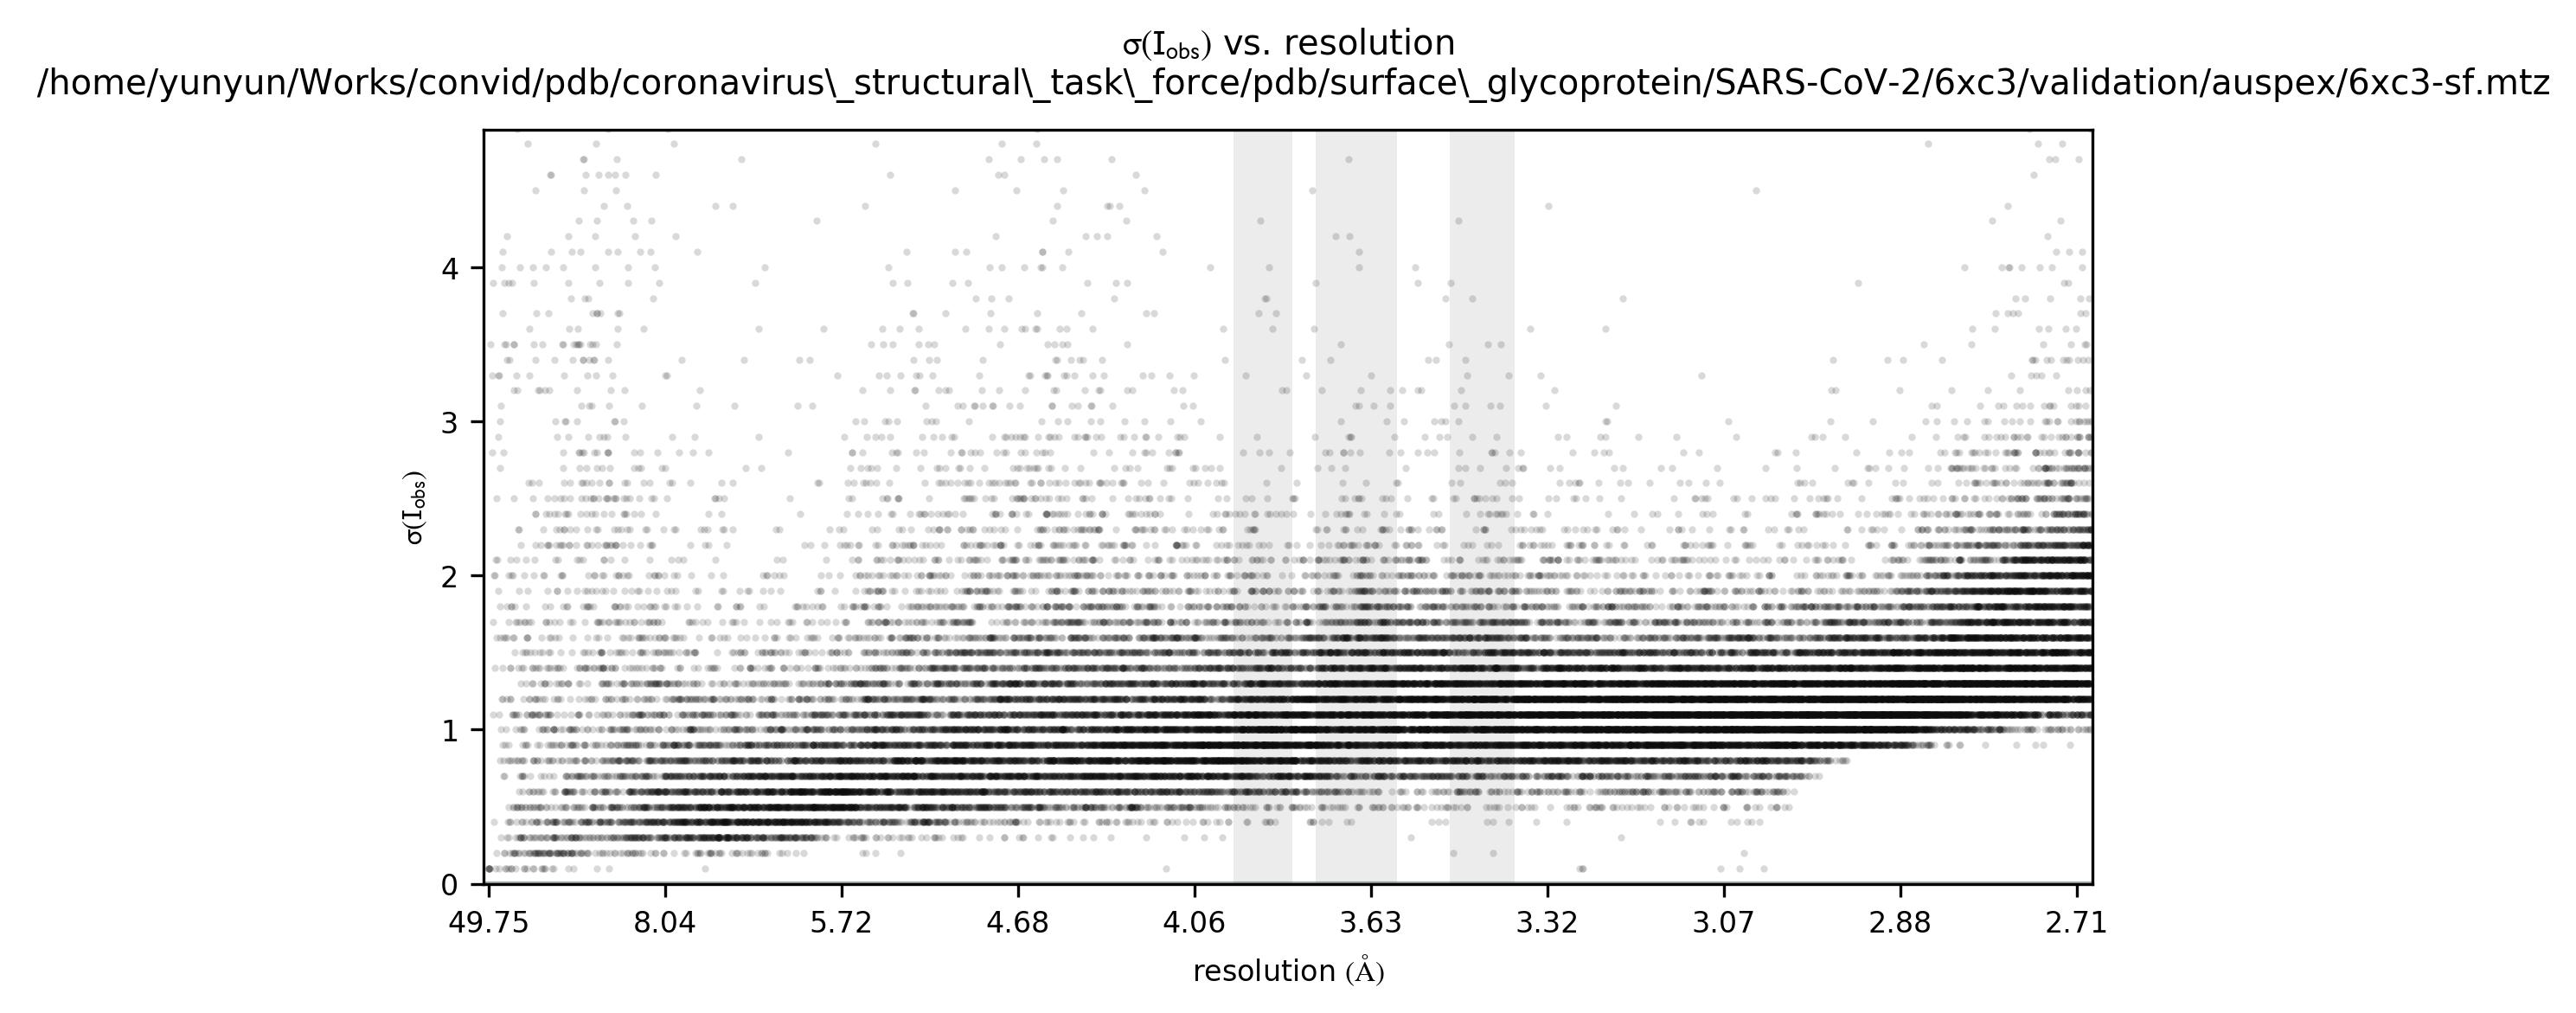 σ(I_obs) vs. resolution
/home/yunyun/Works/convid/pdb/coronavirus\_structural\_task\_force/pdb/surface\_glycoprotein/SARS-CoV-2/6xc3/validation/auspex/6xc3-sf.mtz
σ(I_obs)
4
3
2
1
0
49.75 8.04 5.72 4.68 4.06 3.63 3.32 3.07 2.88 2.71
resolution (Å)